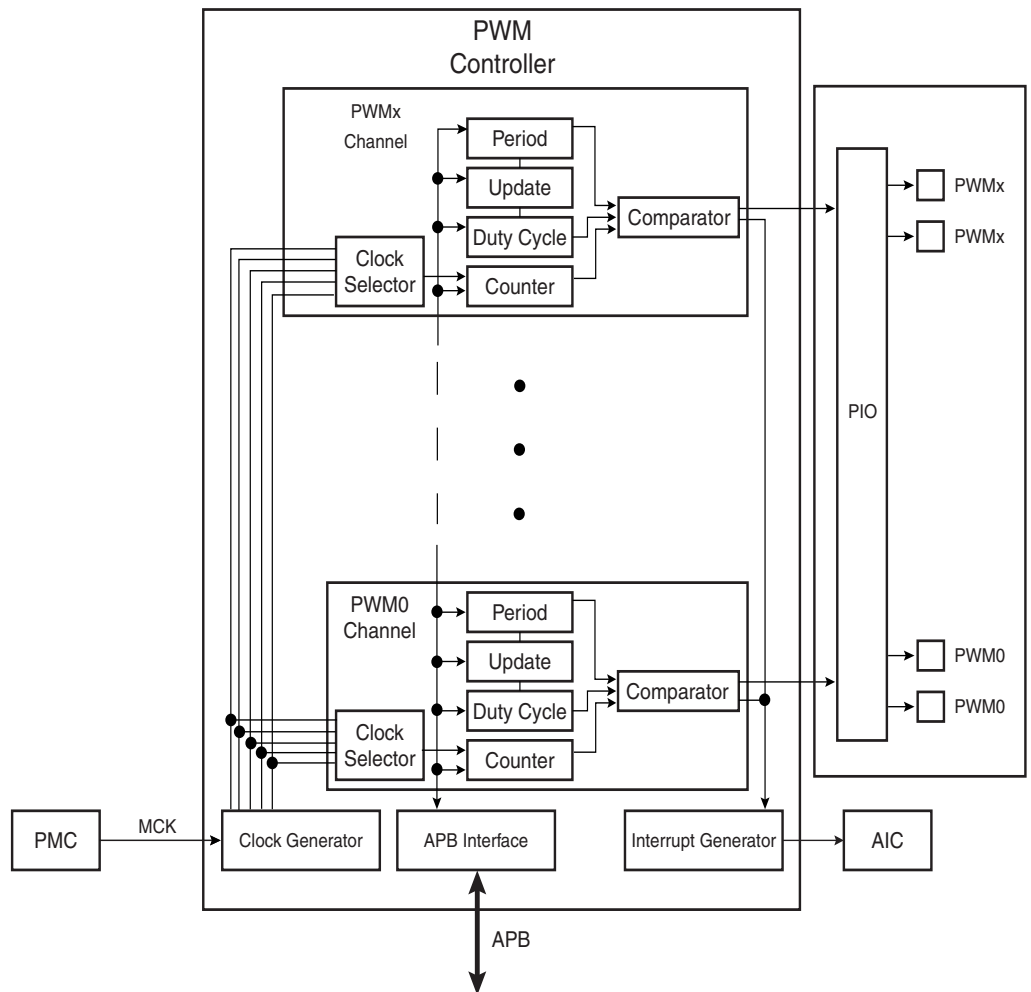 PWM
Controller
PWMx
Channel
Period
Update
Duty Cycle
Counter
Clock
Selector
Comparator
PIO
PWMx
PWMx
PWM0
Channel
Period
Update
Duty Cycle
Counter
Clock
Selector
Comparator
PWM0
PWM0
PMC
MCK
Clock Generator
APB Interface
Interrupt Generator
AIC
APB